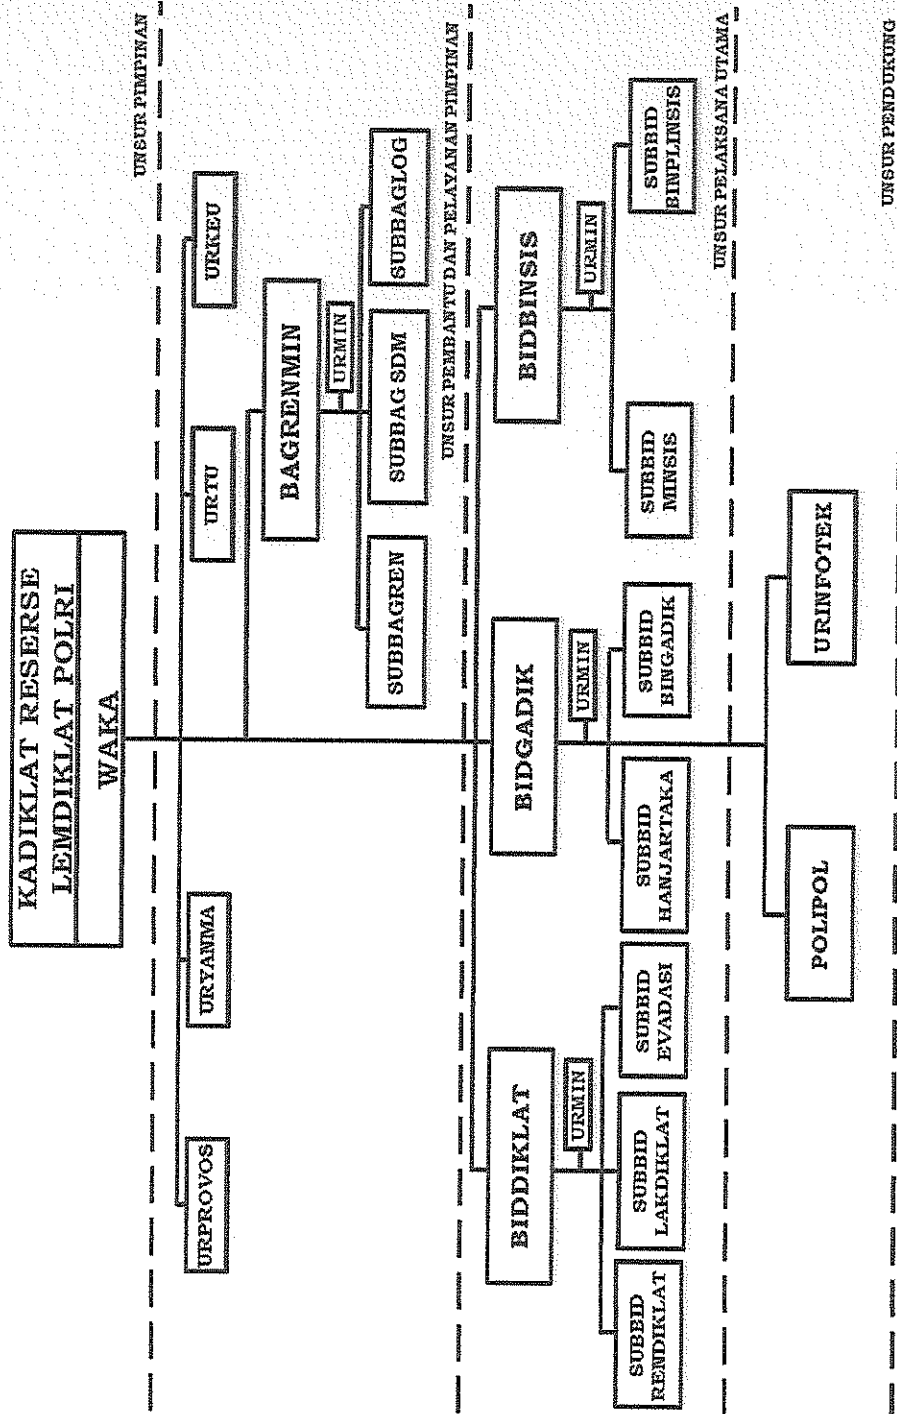 KADIKLAT RESERSE
LEMDIKLAT POLRI
WAKA
UNSUR PIMPINAN
URPROVOS
URYANMA
URTU
URKEU
BAGRENMIN
URMIN
SUBBAGREN
SUBBAG SDM
SUBBAGLOG
UNSUR PEMBANTU DAN PELAYANAN PIMPINAN
BIDDIKLAT
BIDGADIK
BIDBINSIS
URMIN
URMIN
URMIN
SUBBID
RENDIKLAT
SUBBID
LAKDIKLAT
SUBBID
EVADASI
SUBBID
HANJARTAKA
SUBBID
BINGADIK
SUBBID
MINSIS
SUBBID
BINPLINSIS
UNSUR PELAKSANA UTAMA
POLIPOL
URINFOTEK
UNSUR PENDUKUNG